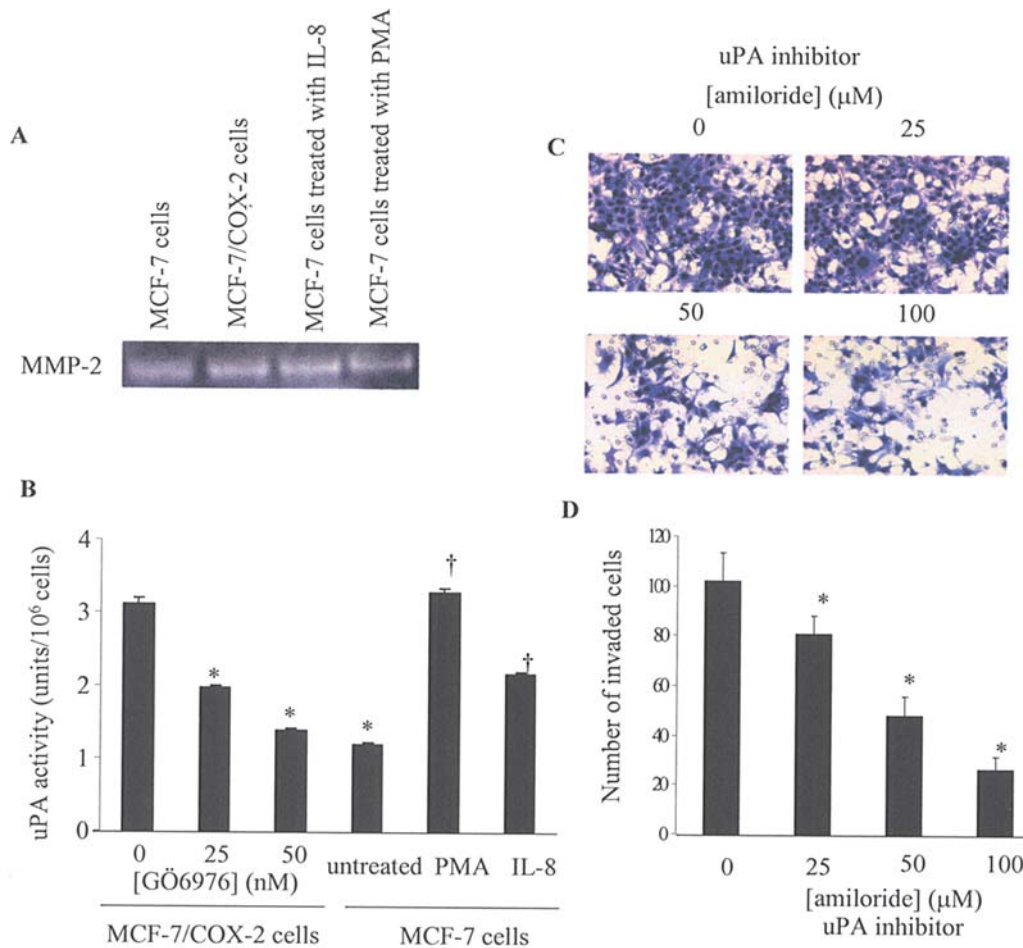 A
MCF-7 cells
MCF-7/COX-2 cells
MCF-7 cells treated with IL-8
MCF-7 cells treated with PMA
MMP-2
B
uPA activity (units/10⁶ cells)
4
3
2
1
0
*
*
*
†
†
0 25 50 untreated PMA IL-8
[GÖ6976] (nM)
MCF-7/COX-2 cells MCF-7 cells
uPA inhibitor
[amiloride] (μM)
C
0 25
50 100
D
Number of invaded cells
120
100
80
60
40
20
0
*
*
*
0 25 50 100
[amiloride] (μM)
uPA inhibitor